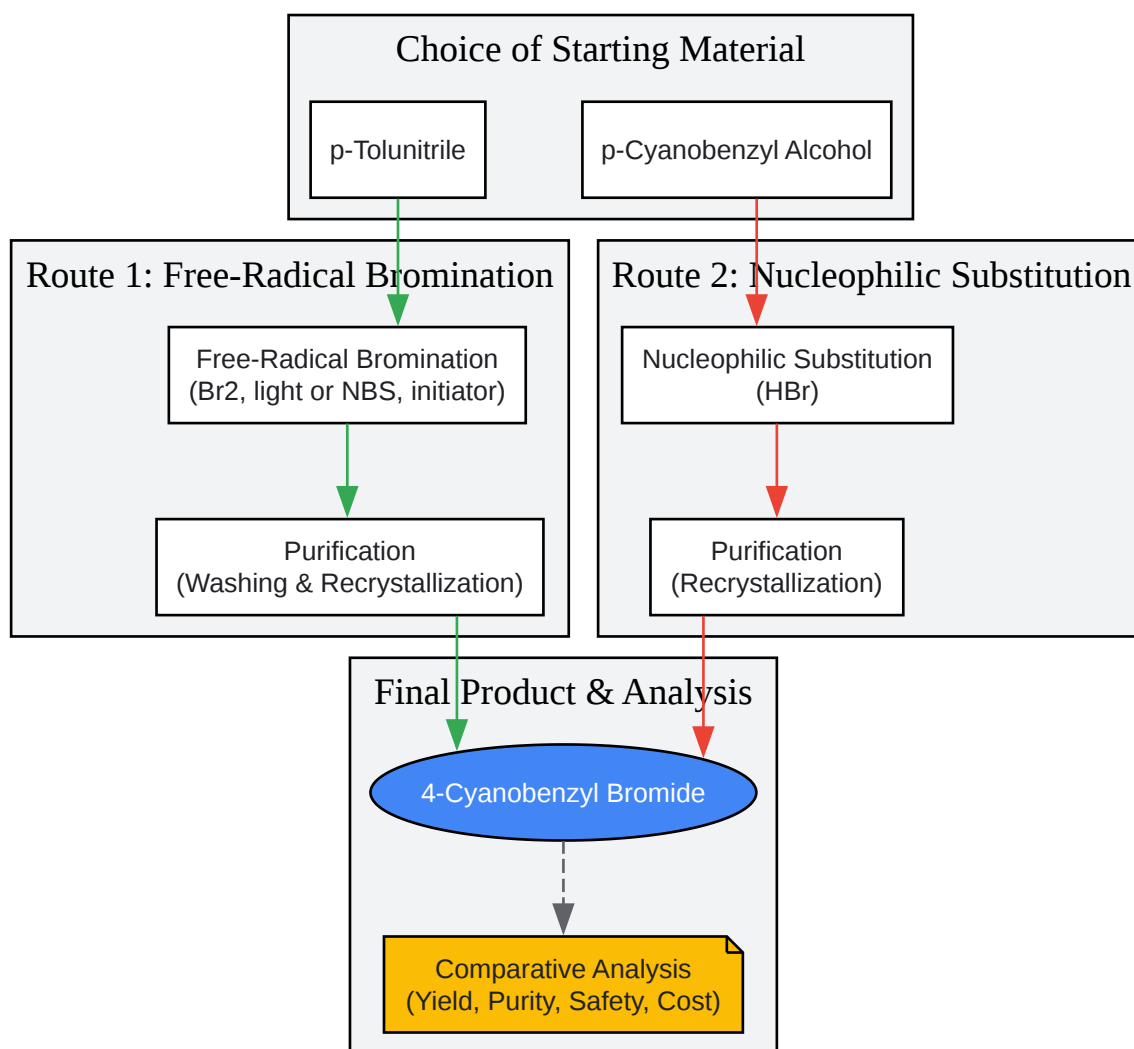 Choice of Starting Material
p-Tolunitrile
p-Cyanobenzyl Alcohol
Route 1: Free-Radical Bromination
Free-Radical Bromination
(Br2, light or NBS, initiator)
Purification
(Washing & Recrystallization)
Route 2: Nucleophilic Substitution
Nucleophilic Substitution
(HBr)
Purification
(Recrystallization)
Final Product & Analysis
4-Cyanobenzyl Bromide
Comparative Analysis
(Yield, Purity, Safety, Cost)